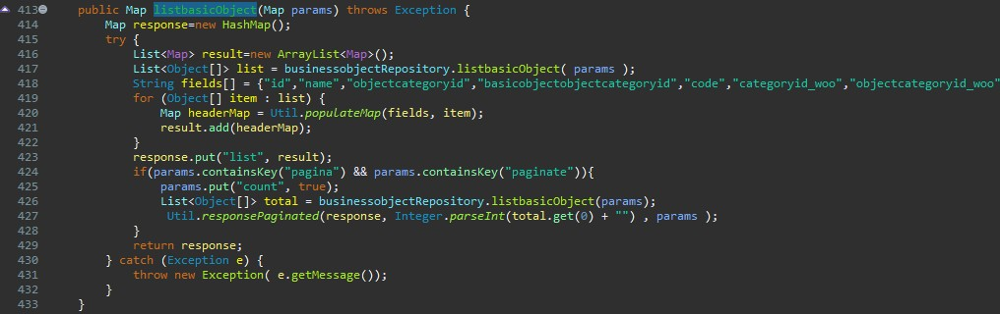 413 public Map listbasicObject(Map params) throws Exception {
414 Map response=new HashMap();
415 try {
416 List<Map> result=new ArrayList<Map>();
417 List<Object[]> list = businessobjectRepository.listbasicObject( params );
418 String fields[] = {"id","name","objectcategoryid","basicobjectobjectcategoryid","code","categoryid_woo","objectcategoryid_woo"
419 for (Object[] item : list) {
420 Map headerMap = Util.populateMap(fields, item);
421 result.add(headerMap);
422 }
423 response.put("list", result);
424 if(params.containsKey("pagina") && params.containsKey("paginate")){
425 params.put("count", true);
426 List<Object[]> total = businessobjectRepository.listbasicObject(params);
427 Util.responsePaginated(response, Integer.parseInt(total.get(0) + "") , params );
428 }
429 return response;
430 } catch (Exception e) {
431 throw new Exception( e.getMessage());
432 }
433 }